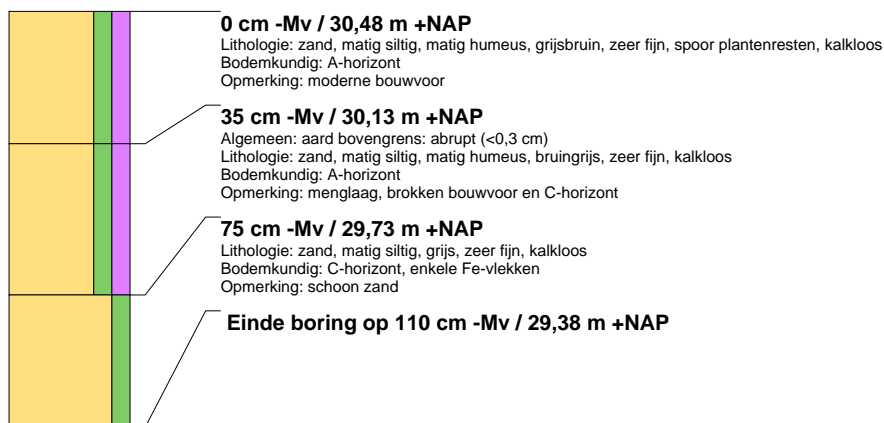 0 cm -Mv / 30,48 m +NAP
Lithologie: zand, matig siltig, matig humeus, grijsbruin, zeer fijn, spoor plantenresten, kalkloos
Bodemkundig: A-horizont
Opmerking: moderne bouwvoor
35 cm -Mv / 30,13 m +NAP
Algemeen: aard bovengrens: abrupt (<0,3 cm)
Lithologie: zand, matig siltig, matig humeus, bruingrijs, zeer fijn, kalkloos
Bodemkundig: A-horizont
Opmerking: menglaag, brokken bouwvoor en C-horizont
75 cm -Mv / 29,73 m +NAP
Lithologie: zand, matig siltig, grijs, zeer fijn, kalkloos
Bodemkundig: C-horizont, enkele Fe-vlekken
Opmerking: schoon zand
Einde boring op 110 cm -Mv / 29,38 m +NAP